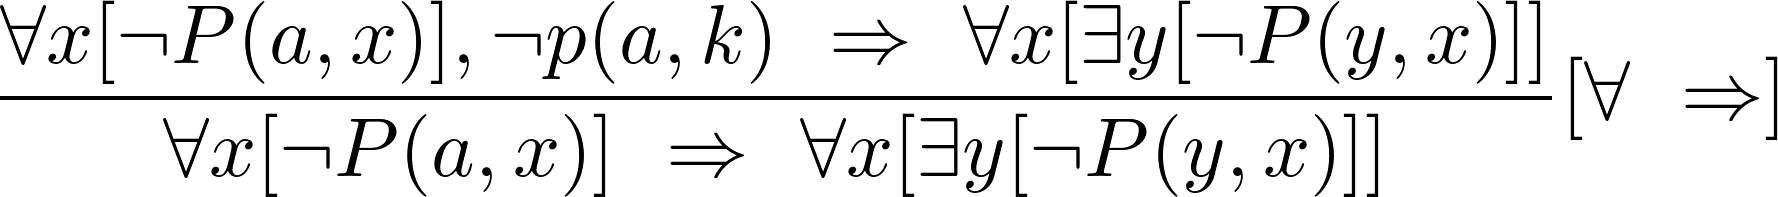 ∀x[¬P(a, x)], ¬p(a, k) ⇒ ∀x[∃y[¬P(y, x)]]
∀x[¬P(a, x)] ⇒ ∀x[∃y[¬P(y, x)]]
[∀ ⇒]